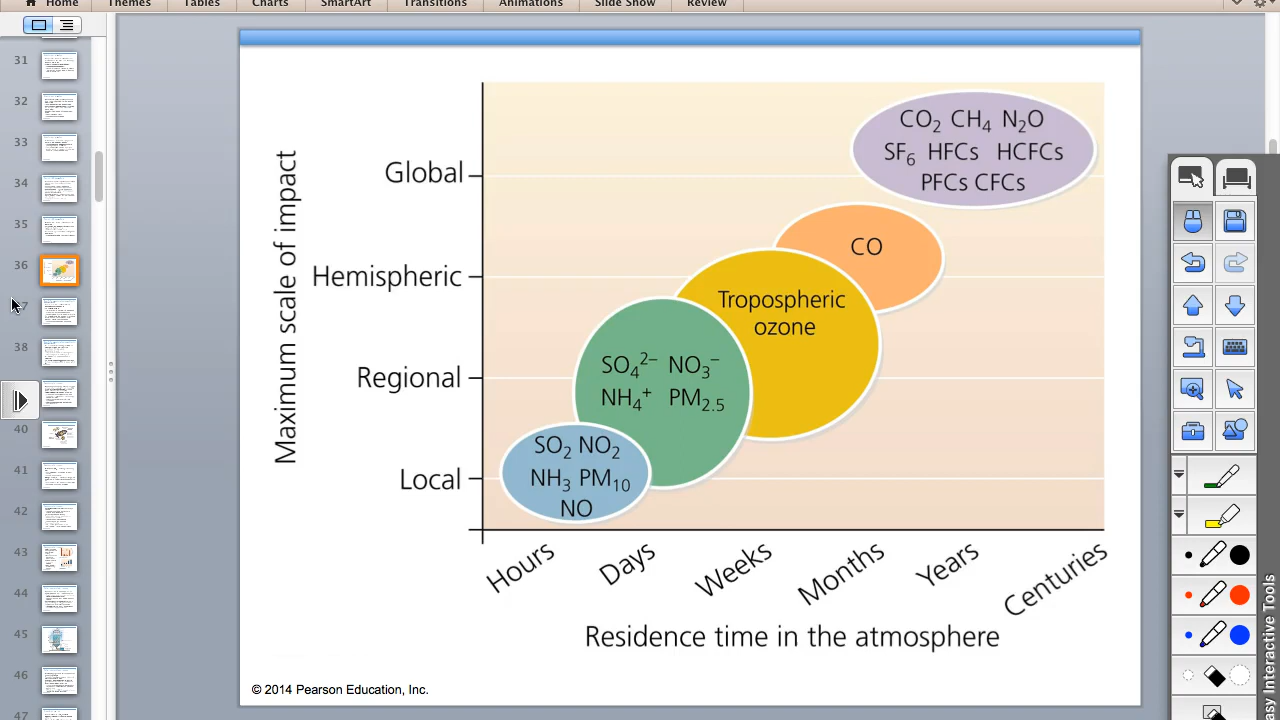 Home Themes Tables Charts SmartArt Transitions Animations Slide Show Review
31
32
33
34
35
36
37
38
40
41
42
43
44
45
46
47
Maximum scale of impact
Global
Hemispheric
Regional
Local
CO₂ CH₄ N₂O
SF₆ HFCs HCFCs
PFCs CFCs
CO
Tropospheric
ozone
SO₄²⁻ NO₃⁻
NH₄⁺ PM₂.₅
SO₂ NO₂
NH₃ PM₁₀
NO
Hours Days Weeks Months Years Centuries
Residence time in the atmosphere
© 2014 Pearson Education, Inc.
Interactive Tools